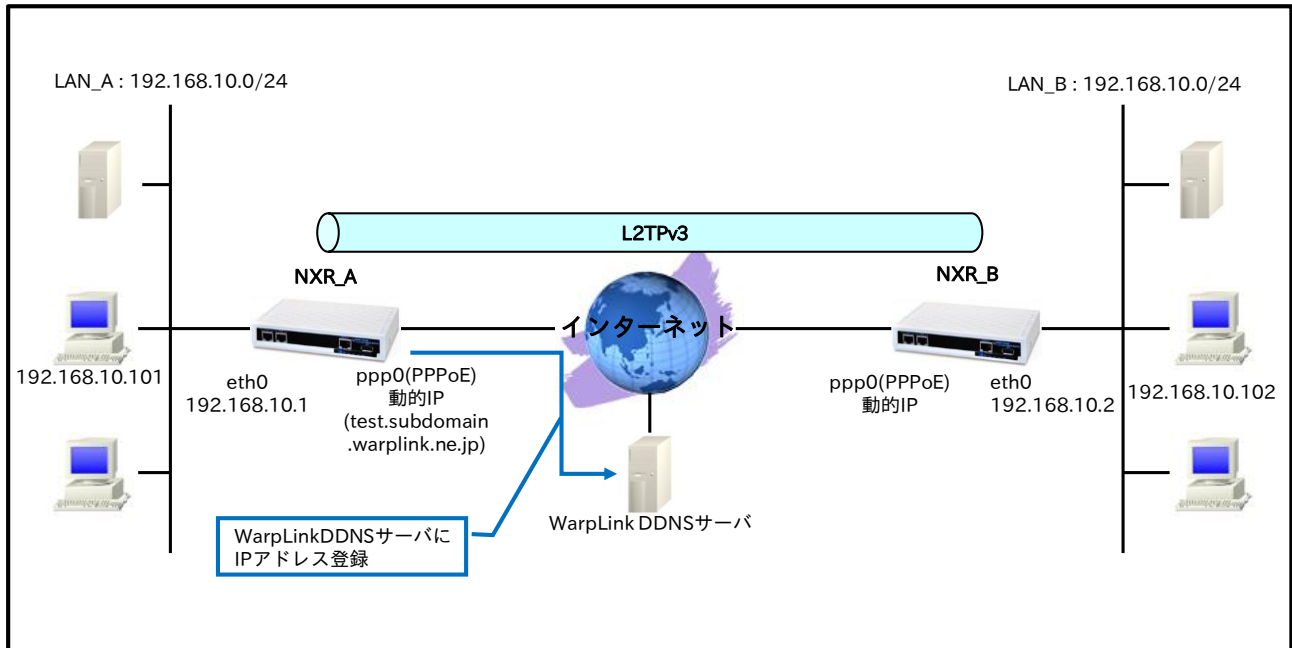 LAN_A : 192.168.10.0/24
LAN_B : 192.168.10.0/24
L2TPv3
NXR_A
NXR_B
インターネット
192.168.10.101
eth0
192.168.10.1
ppp0(PPPoE)
動的IP
(test.subdomain
.warplink.ne.jp)
ppp0(PPPoE)
動的IP
eth0
192.168.10.2
192.168.10.102
WarpLink DDNSサーバ
WarpLinkDDNSサーバに
IPアドレス登録